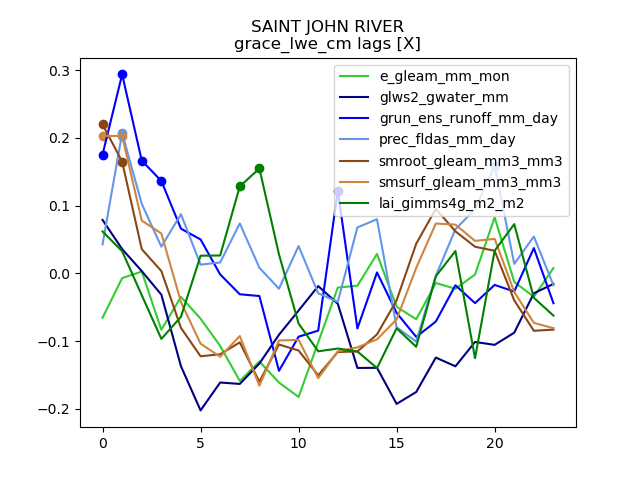 SAINT JOHN RIVER
grace_lwe_cm lags [X]
e_gleam_mm_mon
glws2_gwater_mm
grun_ens_runoff_mm_day
prec_fldas_mm_day
smroot_gleam_mm3_mm3
smsurf_gleam_mm3_mm3
lai_gimms4g_m2_m2
0.3
0.2
0.1
0.0
−0.1
−0.2
0 5 10 15 20